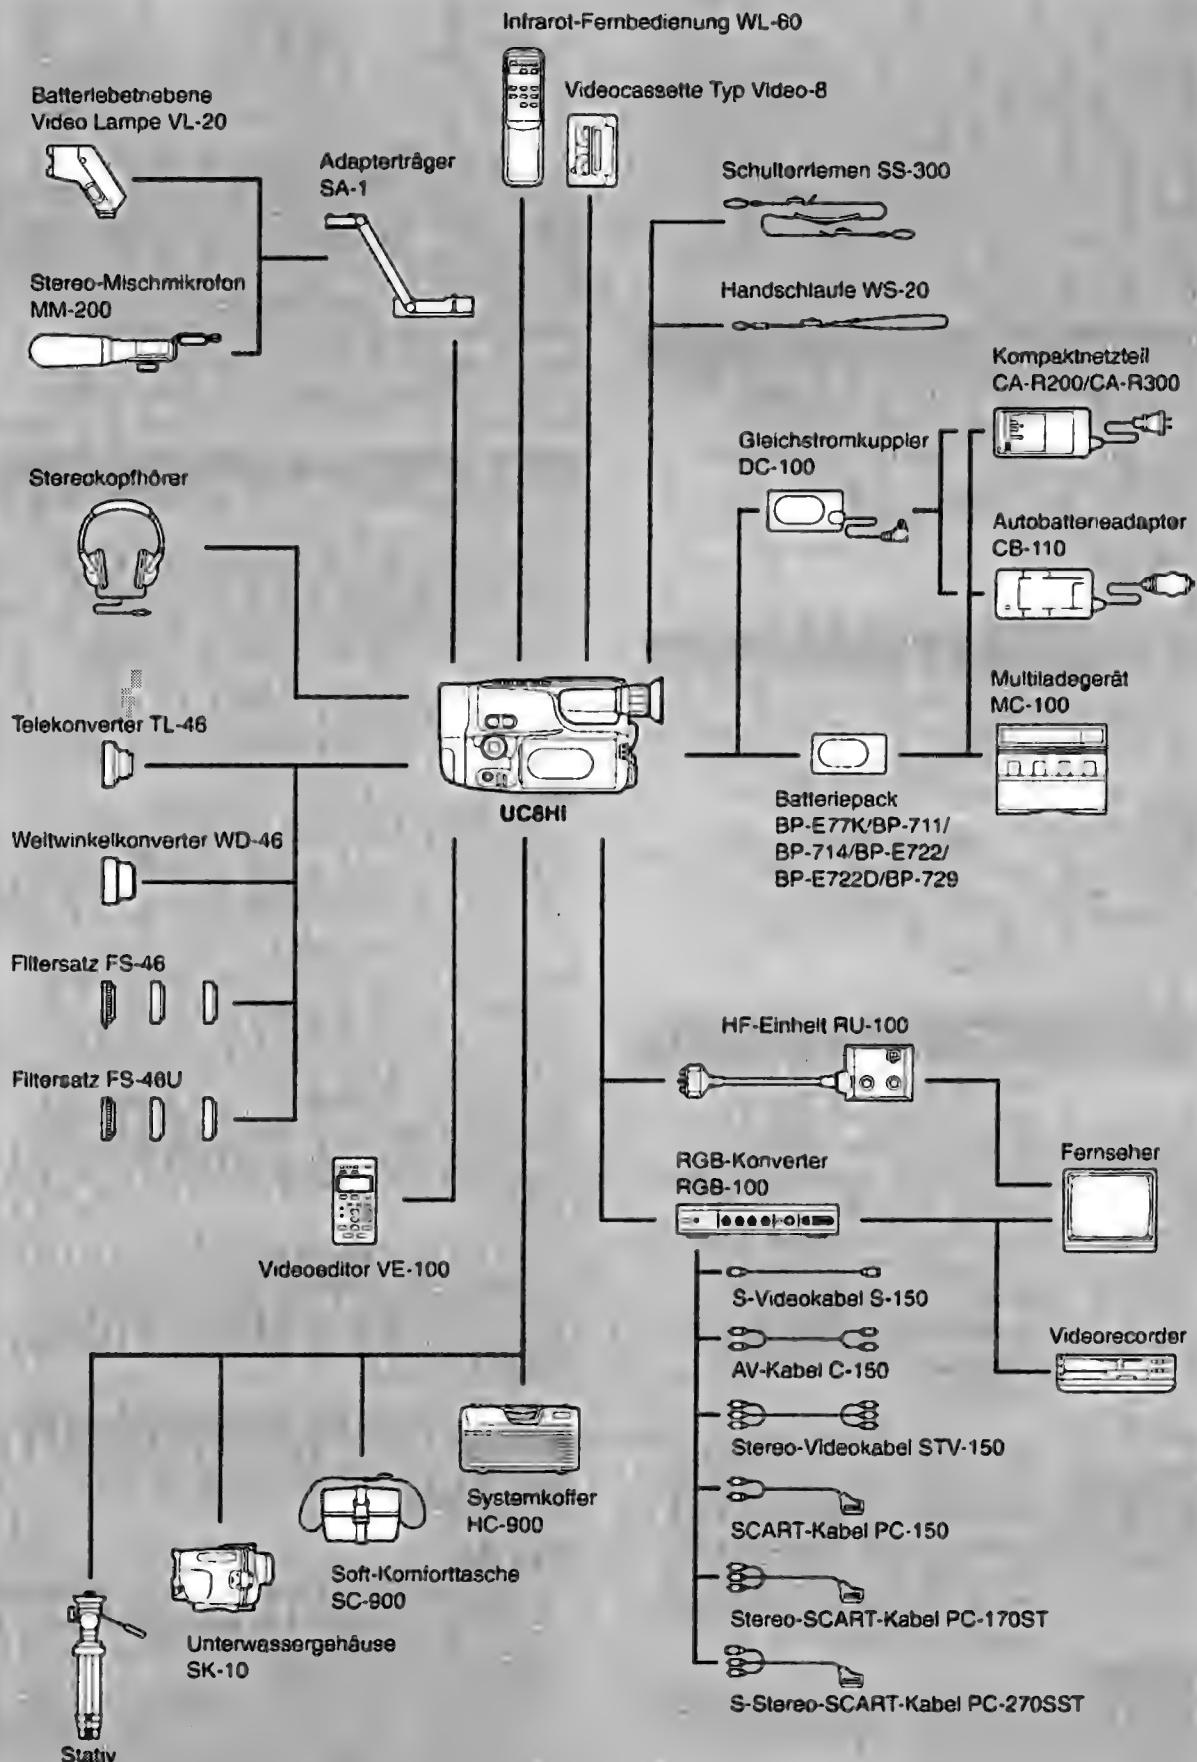 Infrarot-Fernbedienung WL-60
Videocassette Typ Video-8
Batteriebetriebene
Video Lampe VL-20
Adapterträger
SA-1
Schulterriemen SS-300
Stereo-Mischmikrofon
MM-200
Handschlaufe WS-20
Kompaktnetzteil
CA-R200/CA-R300
Gleichstromkuppler
DC-100
Stereokopfhörer
Autobatterieadapter
CB-110
Multiladegerät
MC-100
Telekonverter TL-46
UC8Hi
Batteriepack
BP-E77K/BP-711/
BP-714/BP-E722/
BP-E722D/BP-729
Weitwinkelkonverter WD-46
Filtersatz FS-46
HF-Einheit RU-100
Filtersatz FS-46U
RGB-Konverter
RGB-100
Fernseher
Videoeditor VE-100
S-Videokabel S-150
Videorecorder
AV-Kabel C-150
Stereo-Videokabel STV-150
Systemkoffer
HC-900
SCART-Kabel PC-150
Soft-Komforttasche
SC-900
Stereo-SCART-Kabel PC-170ST
Unterwassergehäuse
SK-10
S-Stereo-SCART-Kabel PC-270SST
Stativ